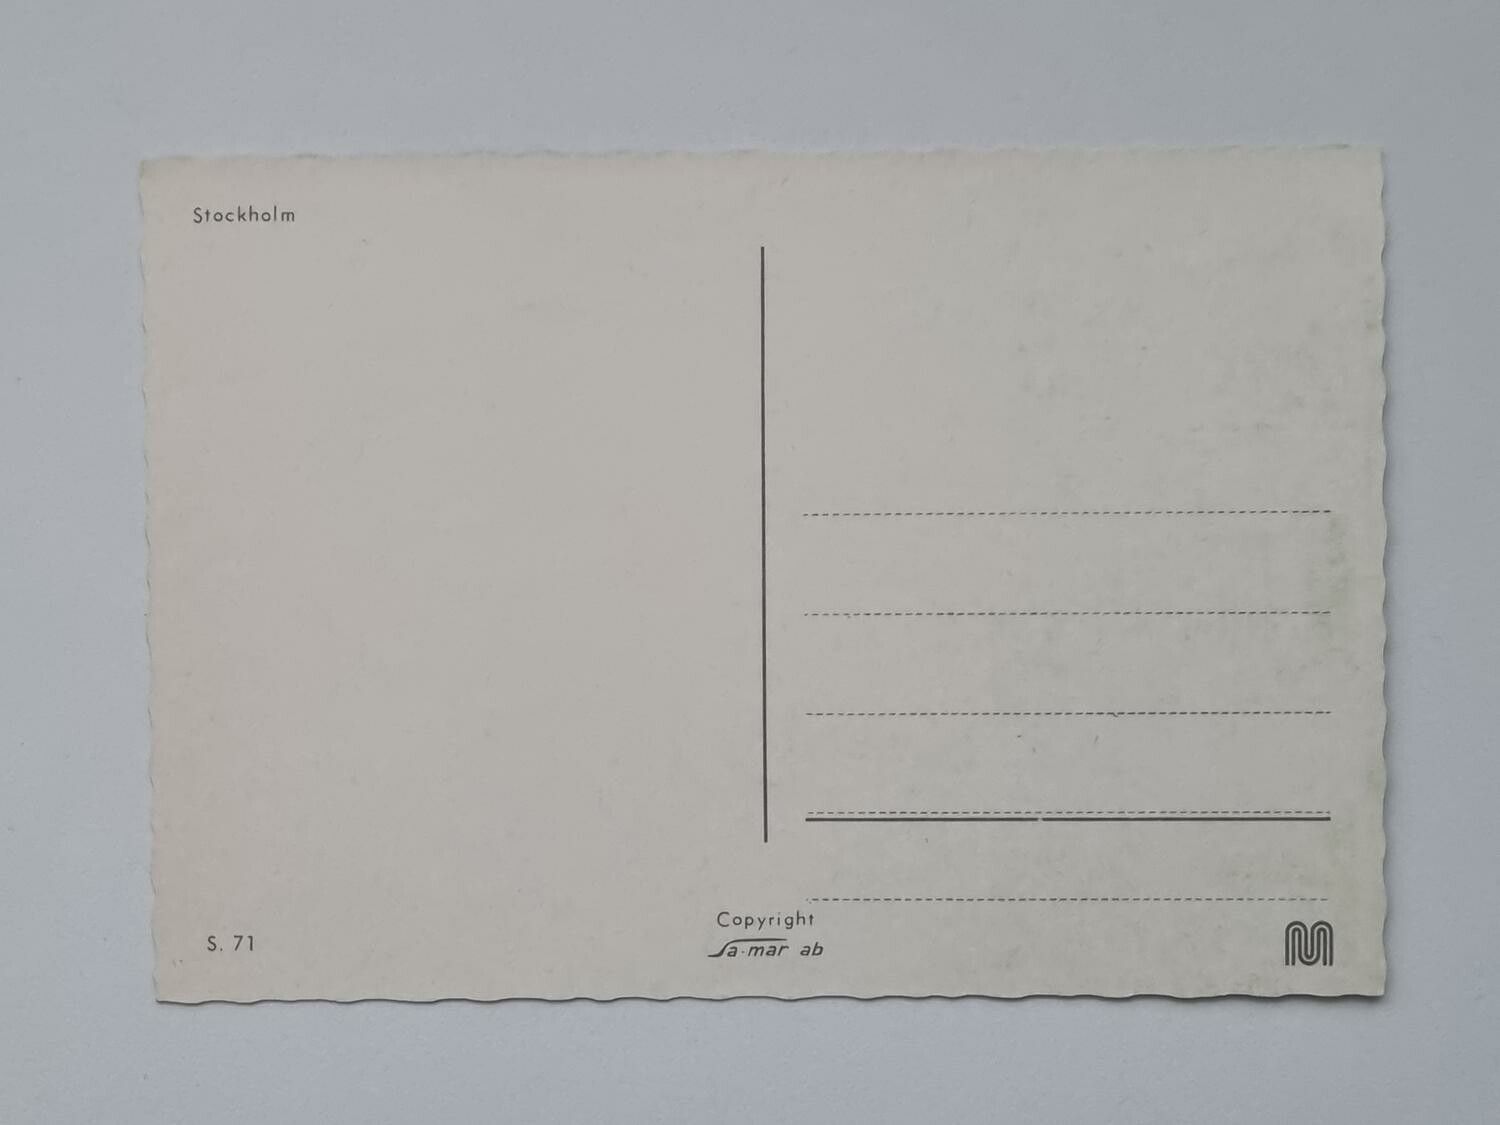 Stockholm
S. 71
Copyright
Sa-mar ab